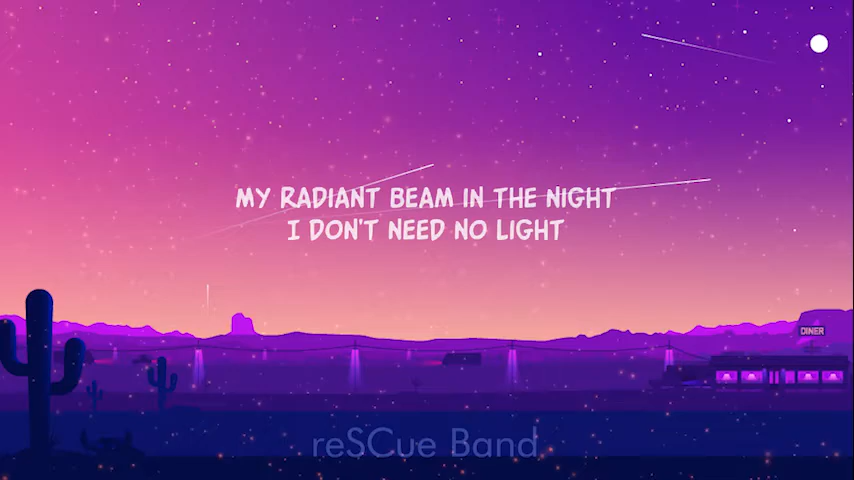 MY RADIANT BEAM IN THE NIGHT
I DON'T NEED NO LIGHT
DINER
reSCue Band